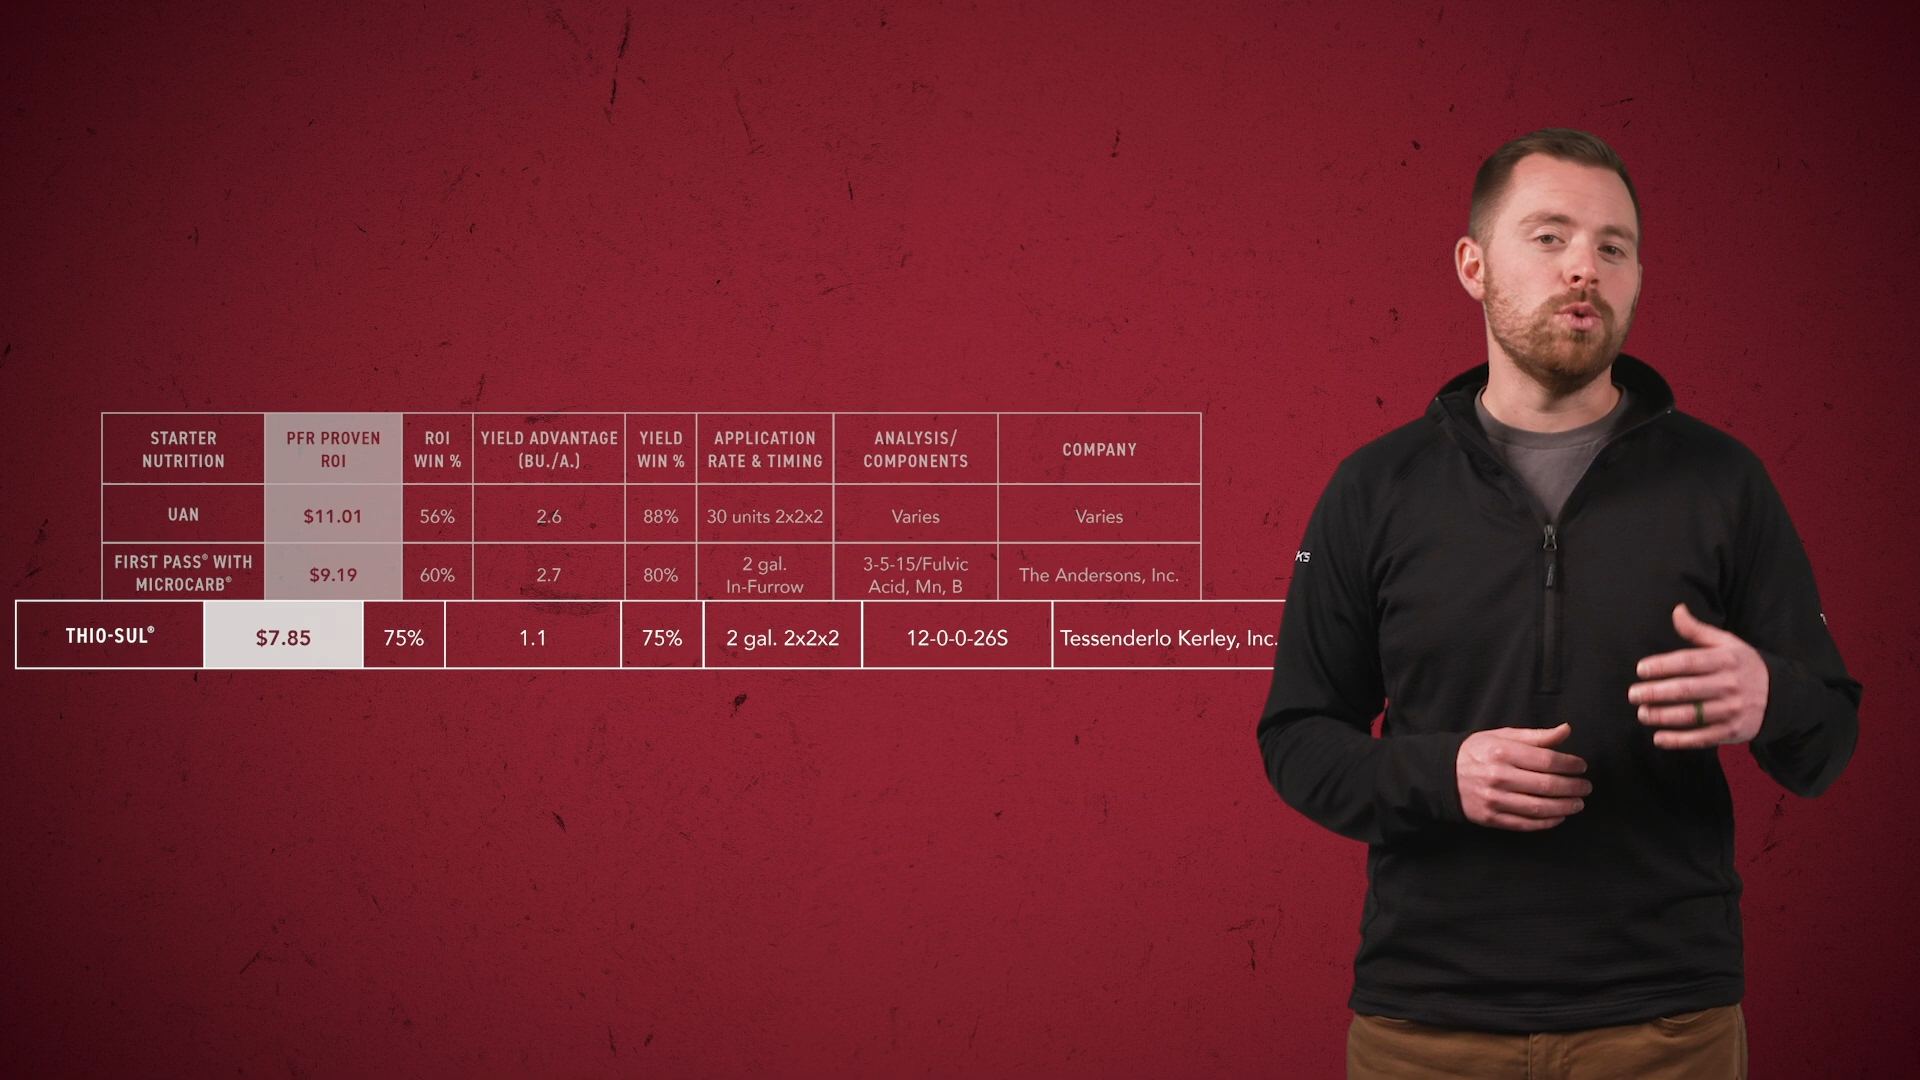 STARTER NUTRITION
PFR PROVEN ROI
ROI WIN %
YIELD ADVANTAGE (BU./A.)
YIELD WIN %
APPLICATION RATE & TIMING
ANALYSIS/ COMPONENTS
COMPANY
UAN
$11.01
56%
2.6
88%
30 units 2x2x2
Varies
Varies
FIRST PASS® WITH MICROCARB®
$9.19
60%
2.7
80%
2 gal. In-Furrow
3-5-15/Fulvic Acid, Mn, B
The Andersons, Inc.
THIO-SUL®
$7.85
75%
1.1
75%
2 gal. 2x2x2
12-0-0-26S
Tessenderlo Kerley, Inc.